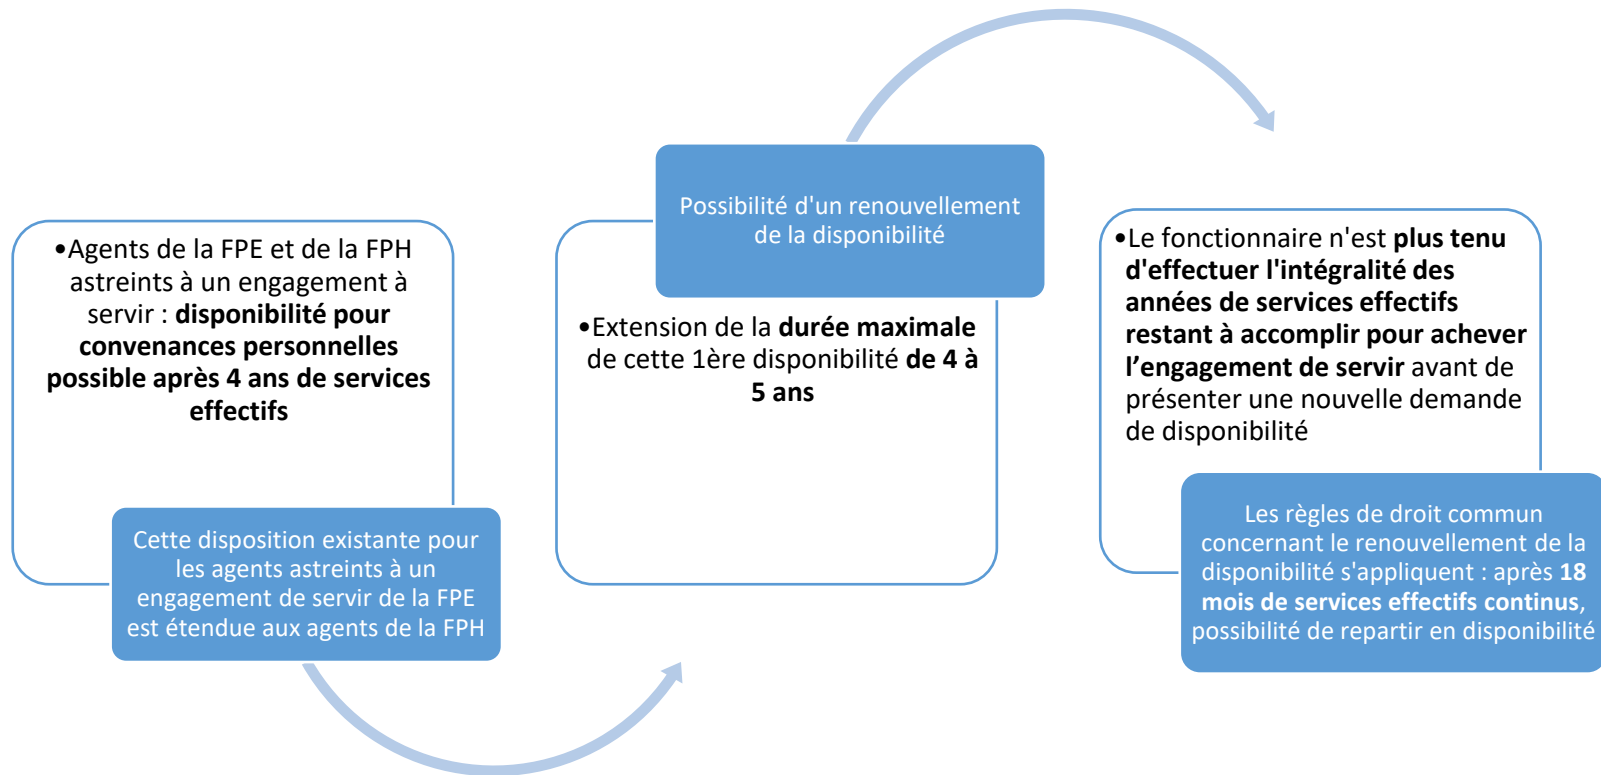 •Agents de la FPE et de la FPH
astreints à un engagement à
servir : disponibilité pour
convenances personnelles
possible après 4 ans de services
effectifs
Cette disposition existante pour
les agents astreints à un
engagement de servir de la FPE
est étendue aux agents de la FPH
Possibilité d'un renouvellement
de la disponibilité
•Extension de la durée maximale
de cette 1ère disponibilité de 4 à
5 ans
•Le fonctionnaire n'est plus tenu
d'effectuer l'intégralité des
années de services effectifs
restant à accomplir pour achever
l’engagement de servir avant de
présenter une nouvelle demande
de disponibilité
Les règles de droit commun
concernant le renouvellement de la
disponibilité s'appliquent : après 18
mois de services effectifs continus,
possibilité de repartir en disponibilité